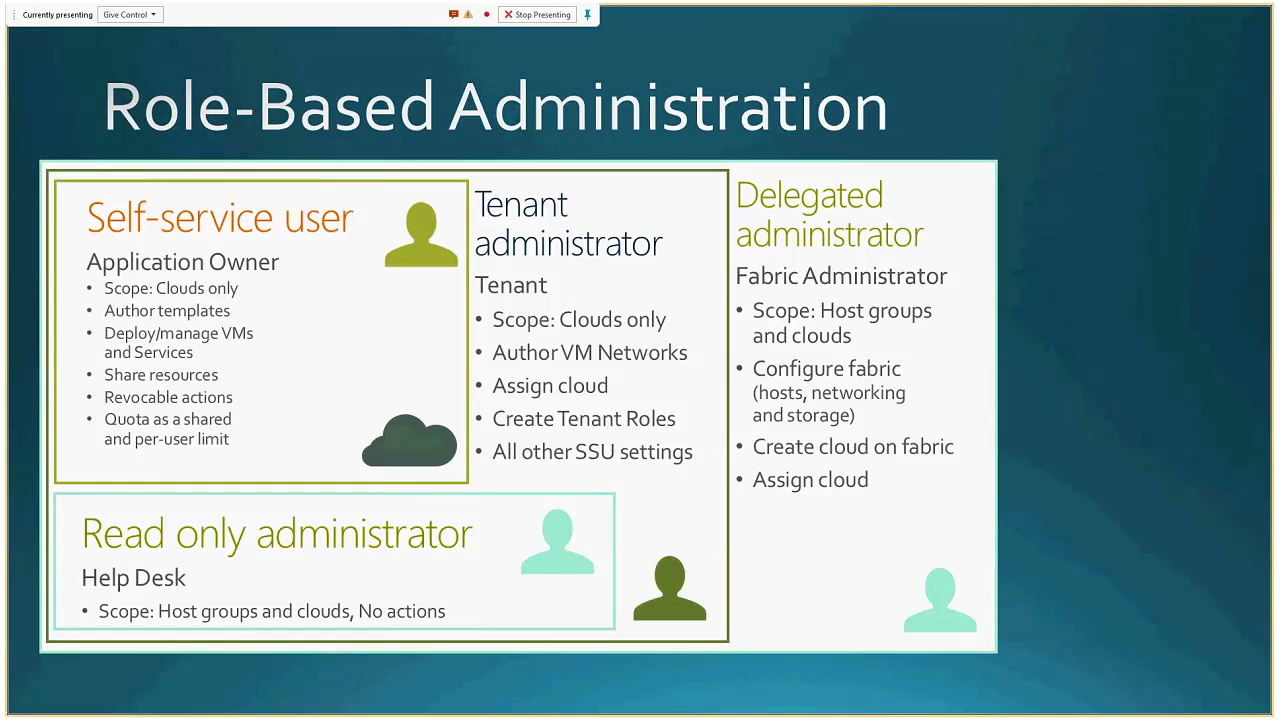 Currently presenting Give Control Stop Presenting
Role-Based Administration
Self-service user
Application Owner
• Scope: Clouds only
• Author templates
• Deploy/manage VMs
and Services
• Share resources
• Revocable actions
• Quota as a shared
and per-user limit
Tenant
administrator
Tenant
• Scope: Clouds only
• Author VM Networks
• Assign cloud
• Create Tenant Roles
• All other SSU settings
Delegated
administrator
Fabric Administrator
• Scope: Host groups
and clouds
• Configure fabric
(hosts, networking
and storage)
• Create cloud on fabric
• Assign cloud
Read only administrator
Help Desk
• Scope: Host groups and clouds, No actions